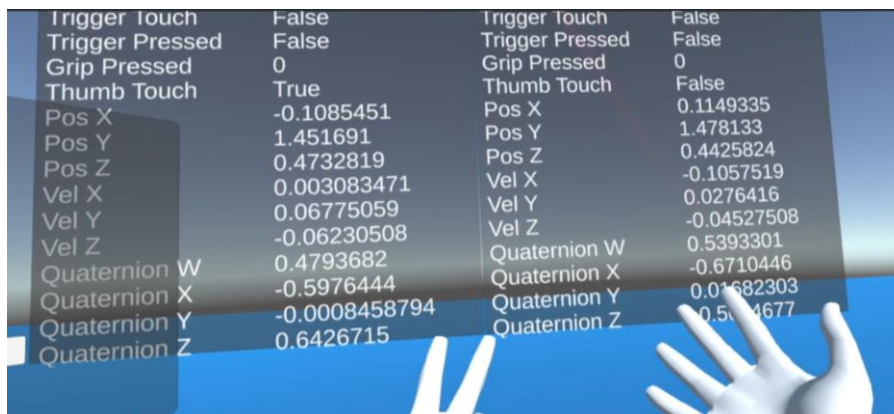 Trigger Touch False
Trigger Pressed False
Grip Pressed 0
Thumb Touch True
Pos X -0.1085451
Pos Y 1.451691
Pos Z 0.4732819
Vel X 0.003083471
Vel Y 0.06775059
Vel Z -0.06230508
Quaternion W 0.4793682
Quaternion X -0.5976444
Quaternion Y -0.0008458794
Quaternion Z 0.6426715
Trigger Touch False
Trigger Pressed False
Grip Pressed 0
Thumb Touch False
Pos X 0.1149335
Pos Y 1.478133
Pos Z 0.4425824
Vel X -0.1057519
Vel Y 0.0276416
Vel Z -0.04527508
Quaternion W 0.5393301
Quaternion X -0.6710446
Quaternion Y 0.01682303
Quaternion Z